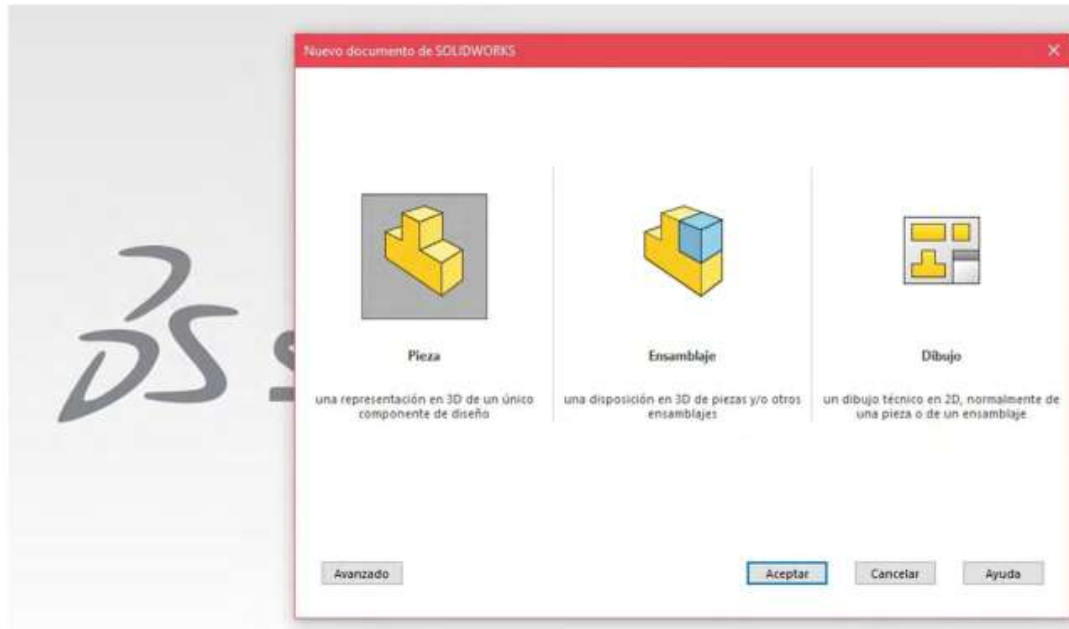 Nuevo documento de SOLIDWORKS
Pieza
una representación en 3D de un único
componente de diseño
Ensamblaje
una disposición en 3D de piezas y/o otros
ensamblajes
Dibujo
un dibujo técnico en 2D, normalmente de
una pieza o de un ensamblaje
Avanzado
Aceptar
Cancelar
Ayuda
DS S